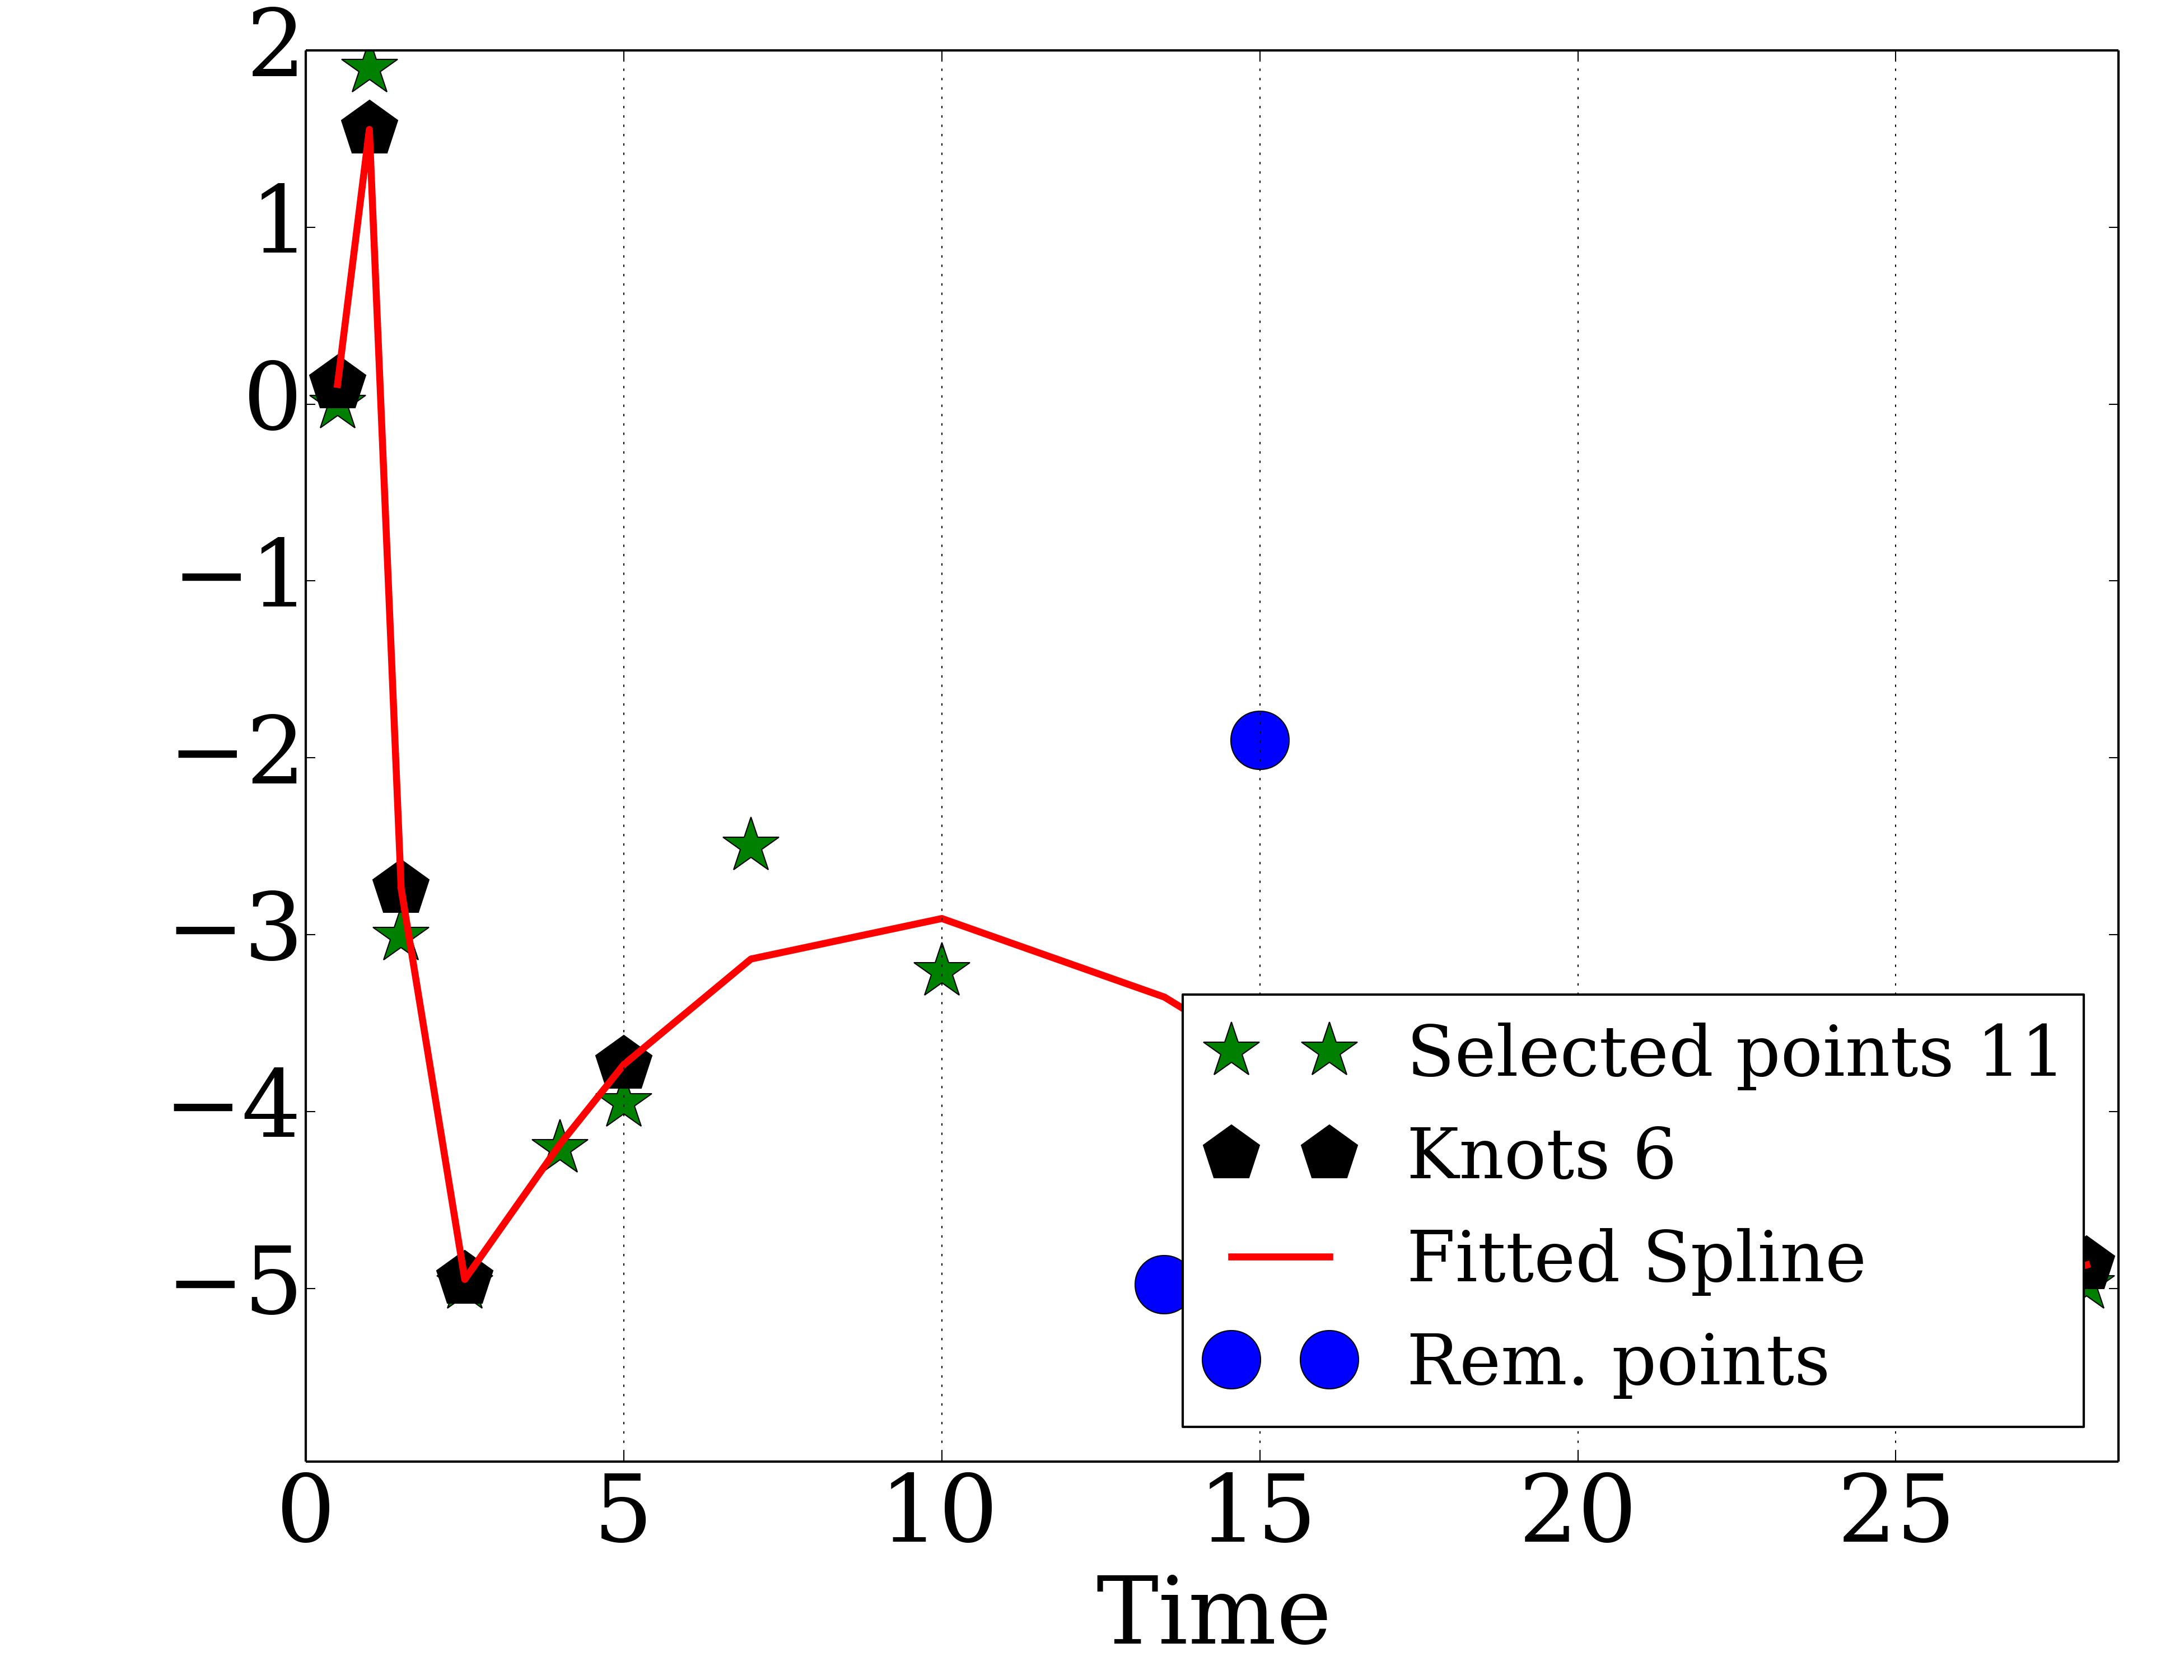 2
1
0
−1
−2
−3
−4
−5
Selected points 11
Knots 6
Fitted Spline
Rem. points
0 5 10 15 20 25
Time